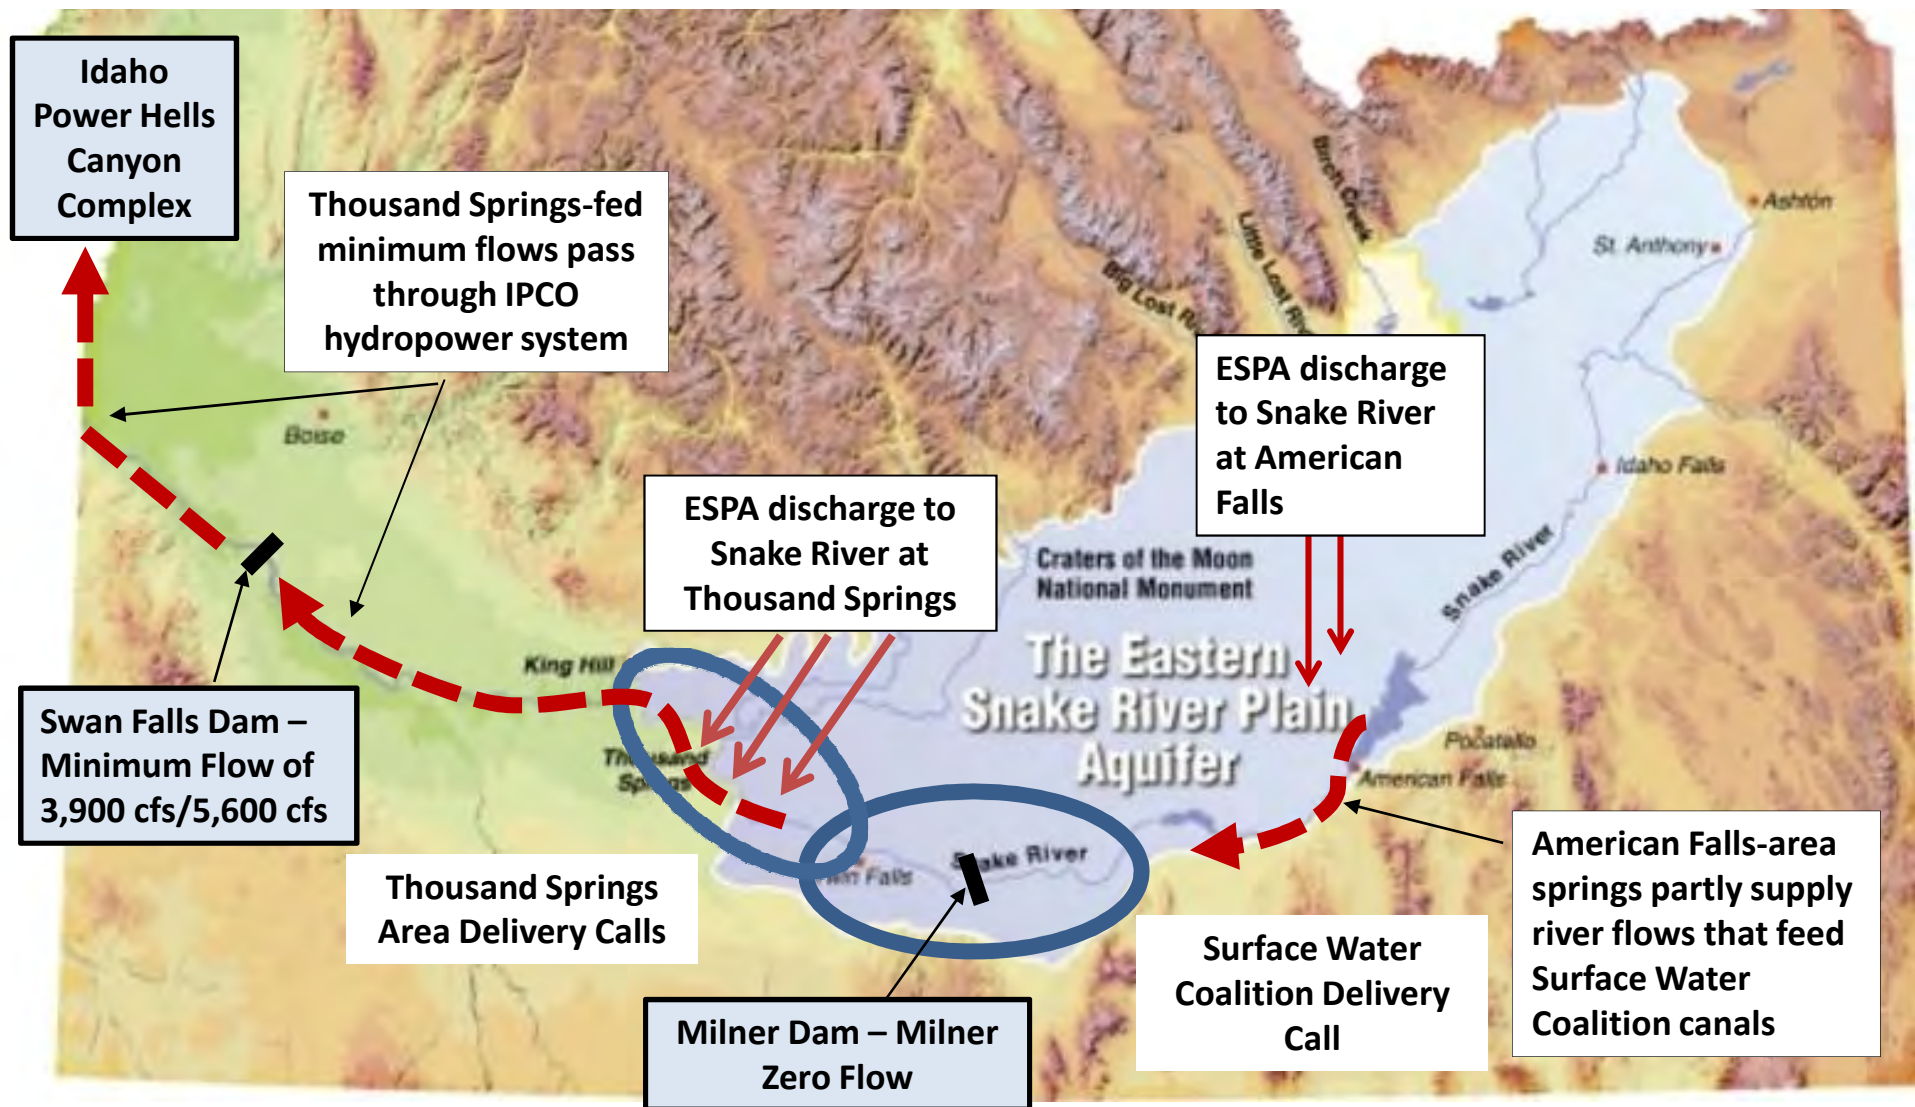 Idaho
Power Hells
Canyon
Complex
Thousand Springs-fed
minimum flows pass
through IPCO
hydropower system
Birch Creek
Ashton
St. Anthony
Little Lost
Big Lost
ESPA discharge
to Snake River
at American
Falls
Boise
Idaho Falls
ESPA discharge to
Snake River at
Thousand Springs
Craters of the Moon
National Monument
Snake River
The Eastern
Snake River Plain
Aquifer
King Hill
Swan Falls Dam –
Minimum Flow of
3,900 cfs/5,600 cfs
Thousand
Springs
Pocatello
American Falls
Snake River
Falls
Thousand Springs
Area Delivery Calls
American Falls-area
springs partly supply
river flows that feed
Surface Water
Coalition canals
Surface Water
Coalition Delivery
Call
Milner Dam – Milner
Zero Flow